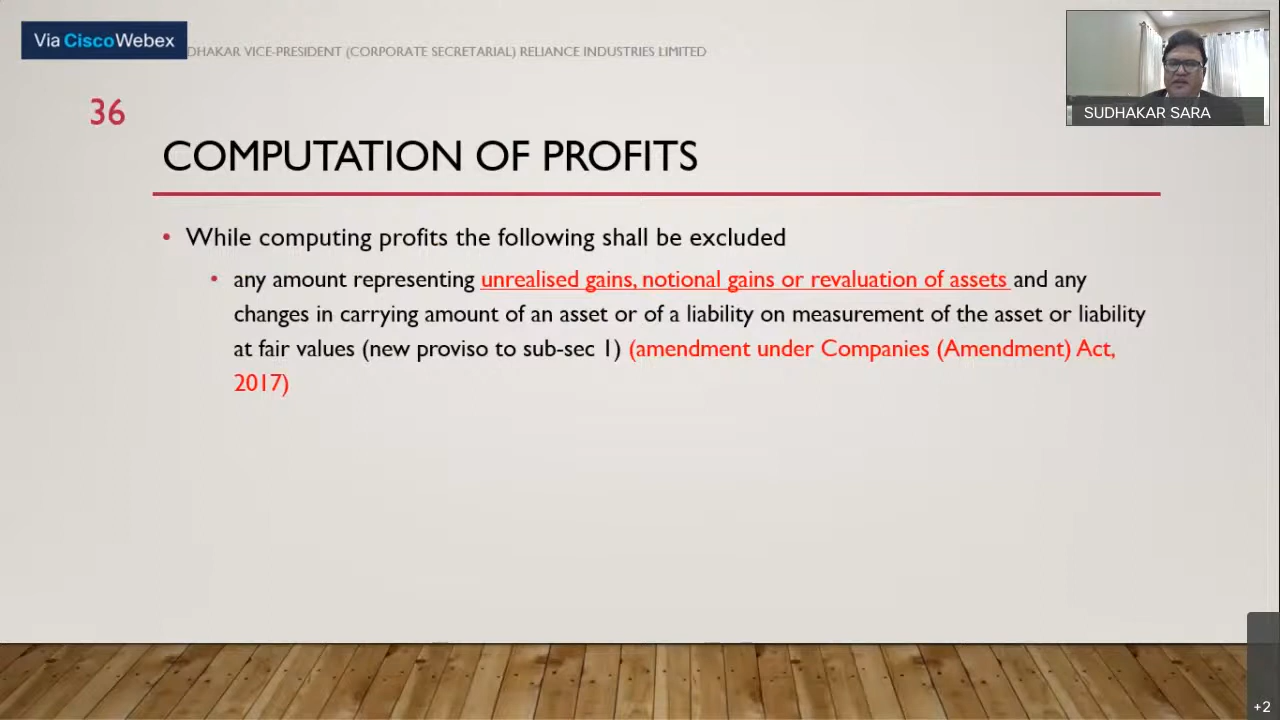 Via Cisco Webex
DHAKAR VICE-PRESIDENT (CORPORATE SECRETARIAL) RELIANCE INDUSTRIES LIMITED
SUDHAKAR SARA
36
COMPUTATION OF PROFITS
• While computing profits the following shall be excluded
• any amount representing unrealised gains, notional gains or revaluation of assets and any
changes in carrying amount of an asset or of a liability on measurement of the asset or liability
at fair values (new proviso to sub-sec 1) (amendment under Companies (Amendment) Act,
2017)
+2